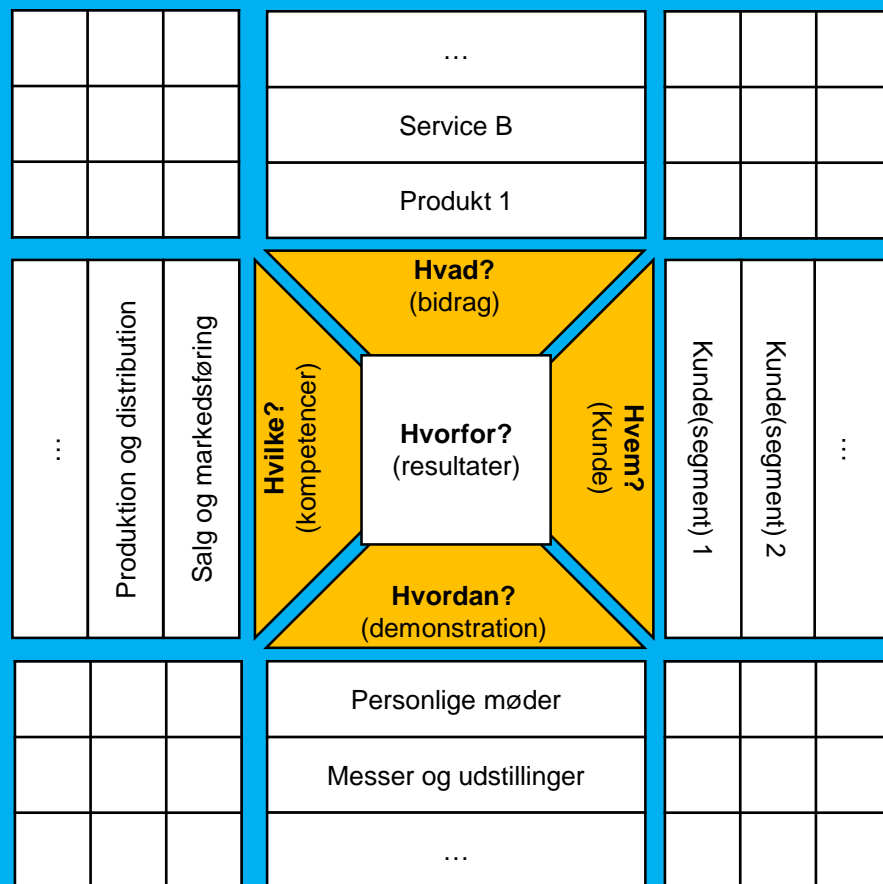 …
Service B
Produkt 1
Hvad?
(bidrag)
…
Produktion og distribution
Salg og markedsføring
Hvilke?
(kompetencer)
Hvorfor?
(resultater)
Hvem?
(Kunde)
Kunde(segment) 1
Kunde(segment) 2
…
Hvordan?
(demonstration)
Personlige møder
Messer og udstillinger
…